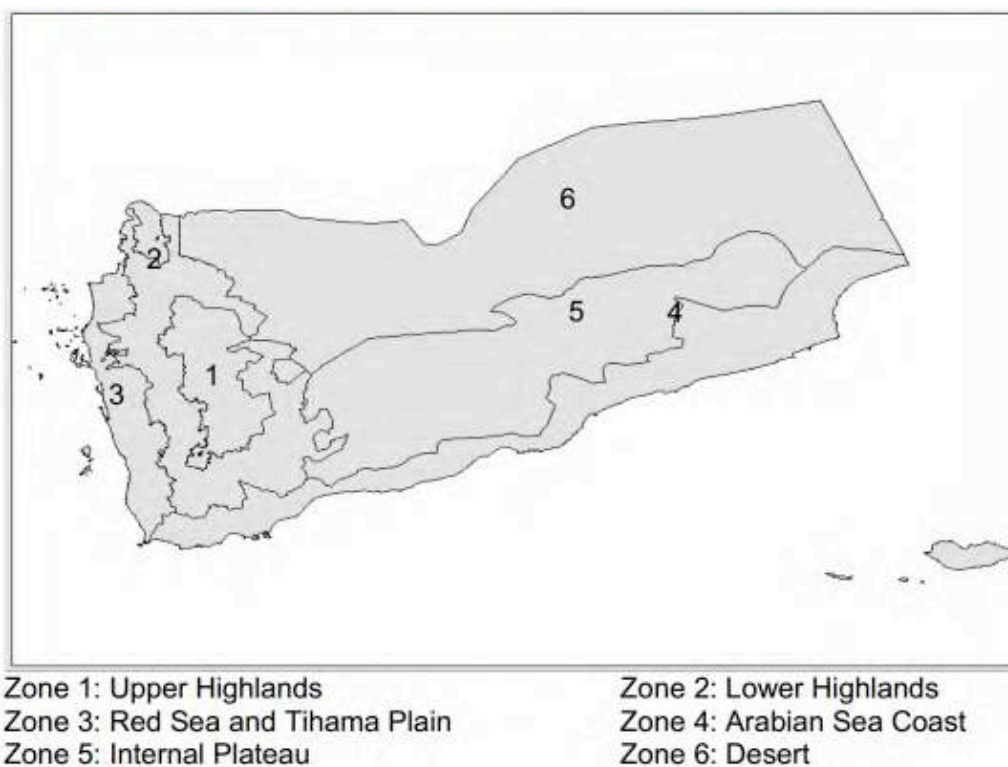 6
2
5
4
1
3
Zone 1: Upper Highlands
Zone 2: Lower Highlands
Zone 3: Red Sea and Tihama Plain
Zone 4: Arabian Sea Coast
Zone 5: Internal Plateau
Zone 6: Desert